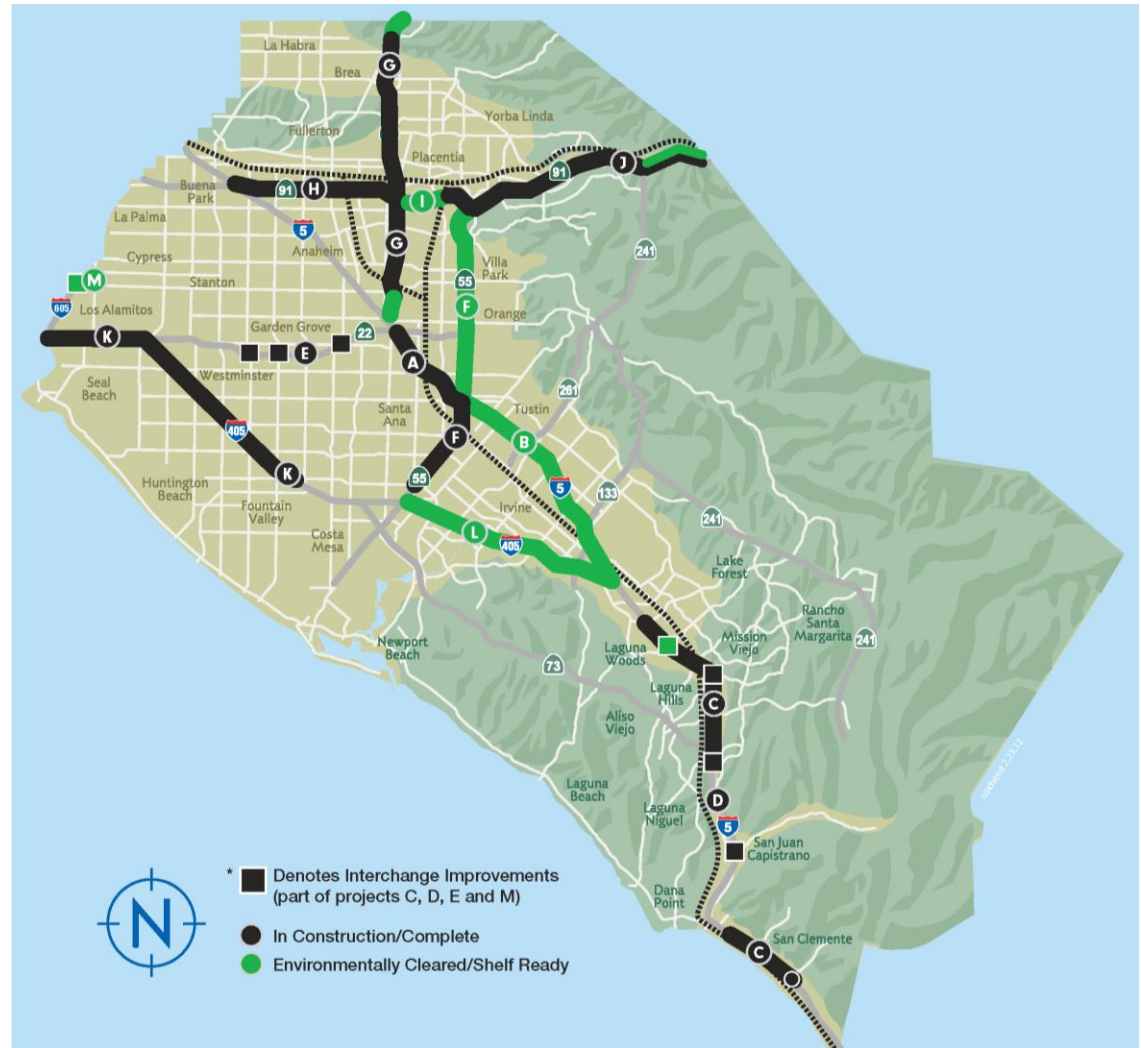 La Habra
Brea
G
Yorba Linda
Fullerton
Placentia
J
91
Buena
Park
91
H
I
La Palma
5
G
241
Anaheim
Villa
Park
Cypress
55
M
Stanton
F
605
Los Alamitos
Orange
Garden Grove
22
K
E
A
Westminster
261
Seal
Beach
Santa
Ana
Tustin
405
F
B
K
55
5
133
Huntington
Beach
Fountain
Valley
Irvine
241
Costa
Mesa
L
405
Lake
Forest
Rancho
Santa
Margarita
241
Newport
Beach
Laguna
Woods
Mission
Viejo
73
Laguna
Hills
C
Aliso
Viejo
updated 2.23.12
Laguna
Beach
D
Laguna
Niguel
5
San Juan
Capistrano
* Denotes Interchange Improvements
(part of projects C, D, E and M)
Dana
Point
N
In Construction/Complete
San Clemente
C
Environmentally Cleared/Shelf Ready